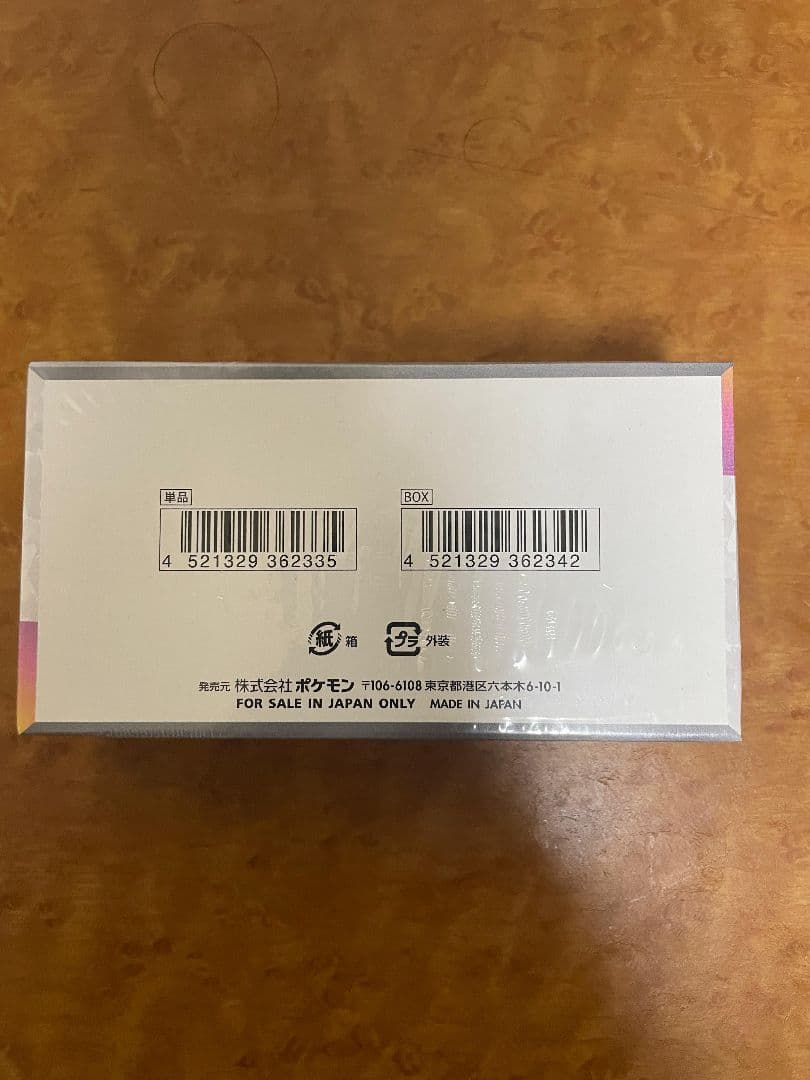 単品 BOX
4 521329 362335 4 521329 362342
紙 箱 プラ 外装
発売元 株式会社ポケモン 〒106-6108 東京都港区六本木6-10-1
FOR SALE IN JAPAN ONLY MADE IN JAPAN